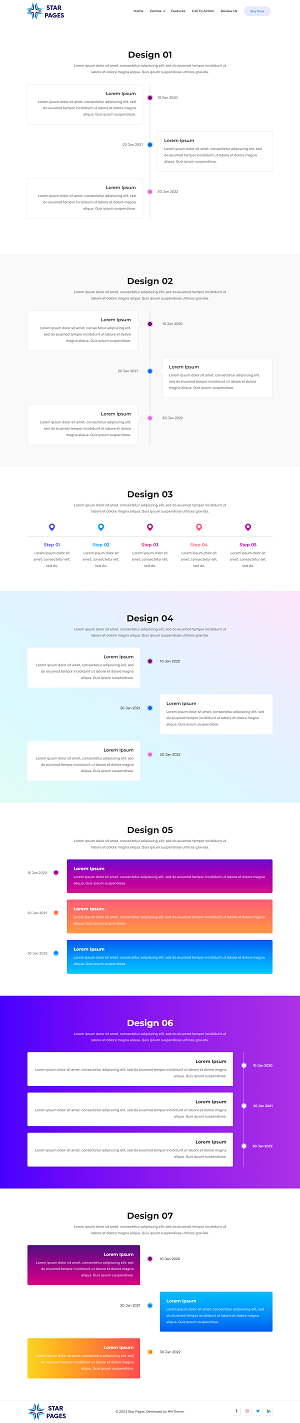 STAR
PAGES
Home Demos Features Call To Action Review Us Buy Now
Design 01
Lorem ipsum dolor sit amet, consectetur adipiscing elit, sed do eiusmod tempor incididunt ut
labore et dolore magna aliqua. Quis ipsum suspendisse ultrices gravida.
Lorem Ipsum
Lorem ipsum dolor sit amet, consectetur adipiscing elit, sed
do eiusmod tempor incididunt ut labore et dolore
magna aliqua. Quis ipsum suspendisse.
10 Jan 2020
20 Jan 2021
Lorem Ipsum
Lorem ipsum dolor sit amet, consectetur adipiscing elit, sed
do eiusmod tempor incididunt ut labore et dolore magna
aliqua. Quis ipsum suspendisse.
Lorem Ipsum
Lorem ipsum dolor sit amet, consectetur adipiscing elit, sed
do eiusmod tempor incididunt ut labore et dolore
magna aliqua. Quis ipsum suspendisse.
30 Jan 2022
Design 02
Lorem ipsum dolor sit amet, consectetur adipiscing elit, sed do eiusmod tempor incididunt ut
labore et dolore magna aliqua. Quis ipsum suspendisse ultrices gravida.
Lorem Ipsum
Lorem ipsum dolor sit amet, consectetur adipiscing elit,
sed do eiusmod tempor incididunt ut labore et dolore
magna aliqua. Quis ipsum suspendisse.
10 Jan 2020
20 Jan 2021
Lorem Ipsum
Lorem ipsum dolor sit amet, consectetur adipiscing elit,
sed do eiusmod tempor incididunt ut labore et dolore
magna aliqua. Quis ipsum suspendisse.
Lorem Ipsum
Lorem ipsum dolor sit amet, consectetur adipiscing elit,
sed do eiusmod tempor incididunt ut labore et dolore
magna aliqua. Quis ipsum suspendisse.
30 Jan 2022
Design 03
Lorem ipsum dolor sit amet, consectetur adipiscing elit, sed do eiusmod tempor incididunt ut
labore et dolore magna aliqua. Quis ipsum suspendisse ultrices gravida.
Step 01 Step 02 Step 03 Step 04 Step 05
Lorem ipsum dolor sit Lorem ipsum dolor sit Lorem ipsum dolor sit Lorem ipsum dolor sit Lorem ipsum dolor sit
amet, consectetur elit, amet, consectetur elit, amet, consectetur elit, amet, consectetur elit, amet, consectetur elit,
sed do. sed do. sed do. sed do. sed do.
Design 04
Lorem ipsum dolor sit amet, consectetur adipiscing elit, sed do eiusmod tempor incididunt ut
labore et dolore magna aliqua. Quis ipsum suspendisse ultrices gravida.
Lorem Ipsum
Lorem ipsum dolor sit amet, consectetur adipiscing elit, sed
do eiusmod tempor incididunt ut labore et dolore magna
aliqua. Quis ipsum suspendisse.
10 Jan 2020
20 Jan 2021
Lorem Ipsum
Lorem ipsum dolor sit amet, consectetur adipiscing elit, sed
do eiusmod tempor incididunt ut labore et dolore magna
aliqua. Quis ipsum suspendisse.
Lorem Ipsum
Lorem ipsum dolor sit amet, consectetur adipiscing elit, sed
do eiusmod tempor incididunt ut labore et dolore magna
aliqua. Quis ipsum suspendisse.
30 Jan 2022
Design 05
Lorem ipsum dolor sit amet, consectetur adipiscing elit, sed do eiusmod tempor incididunt ut
labore et dolore magna aliqua. Quis ipsum suspendisse ultrices gravida.
10 Jan 2020
Lorem Ipsum
Lorem ipsum dolor sit amet, consectetur adipiscing elit, sed do eiusmod tempor incididunt ut labore et dolore magna
aliqua. Quis ipsum suspendisse.
20 Jan 2021
Lorem Ipsum
Lorem ipsum dolor sit amet, consectetur adipiscing elit, sed do eiusmod tempor incididunt ut labore et dolore magna
aliqua. Quis ipsum suspendisse.
30 Jan 2022
Lorem Ipsum
Lorem ipsum dolor sit amet, consectetur adipiscing elit, sed do eiusmod tempor incididunt ut labore et dolore magna
aliqua. Quis ipsum suspendisse.
Design 06
Lorem ipsum dolor sit amet, consectetur adipiscing elit, sed do eiusmod tempor incididunt ut
labore et dolore magna aliqua. Quis ipsum suspendisse ultrices gravida.
Lorem Ipsum
Lorem ipsum dolor sit amet, consectetur adipiscing elit, sed do eiusmod tempor incididunt ut labore et dolore magna
aliqua. Quis ipsum suspendisse.
10 Jan 2020
Lorem Ipsum
Lorem ipsum dolor sit amet, consectetur adipiscing elit, sed do eiusmod tempor incididunt ut labore et dolore magna
aliqua. Quis ipsum suspendisse.
20 Jan 2021
Lorem Ipsum
Lorem ipsum dolor sit amet, consectetur adipiscing elit, sed do eiusmod tempor incididunt ut labore et dolore magna
aliqua. Quis ipsum suspendisse.
30 Jan 2022
Design 07
Lorem ipsum dolor sit amet, consectetur adipiscing elit, sed do eiusmod tempor incididunt ut
labore et dolore magna aliqua. Quis ipsum suspendisse ultrices gravida.
Lorem Ipsum
Lorem ipsum dolor sit amet, consectetur adipiscing elit, sed
do eiusmod tempor incididunt ut labore et dolore magna
aliqua. Quis ipsum suspendisse.
10 Jan 2020
20 Jan 2021
Lorem Ipsum
Lorem ipsum dolor sit amet, consectetur adipiscing elit, sed
do eiusmod tempor incididunt ut labore et dolore magna
aliqua. Quis ipsum suspendisse.
Lorem Ipsum
Lorem ipsum dolor sit amet, consectetur adipiscing elit, sed
do eiusmod tempor incididunt ut labore et dolore magna
aliqua. Quis ipsum suspendisse.
30 Jan 2022
STAR
PAGES
© 2023 Star Pages. Developed by